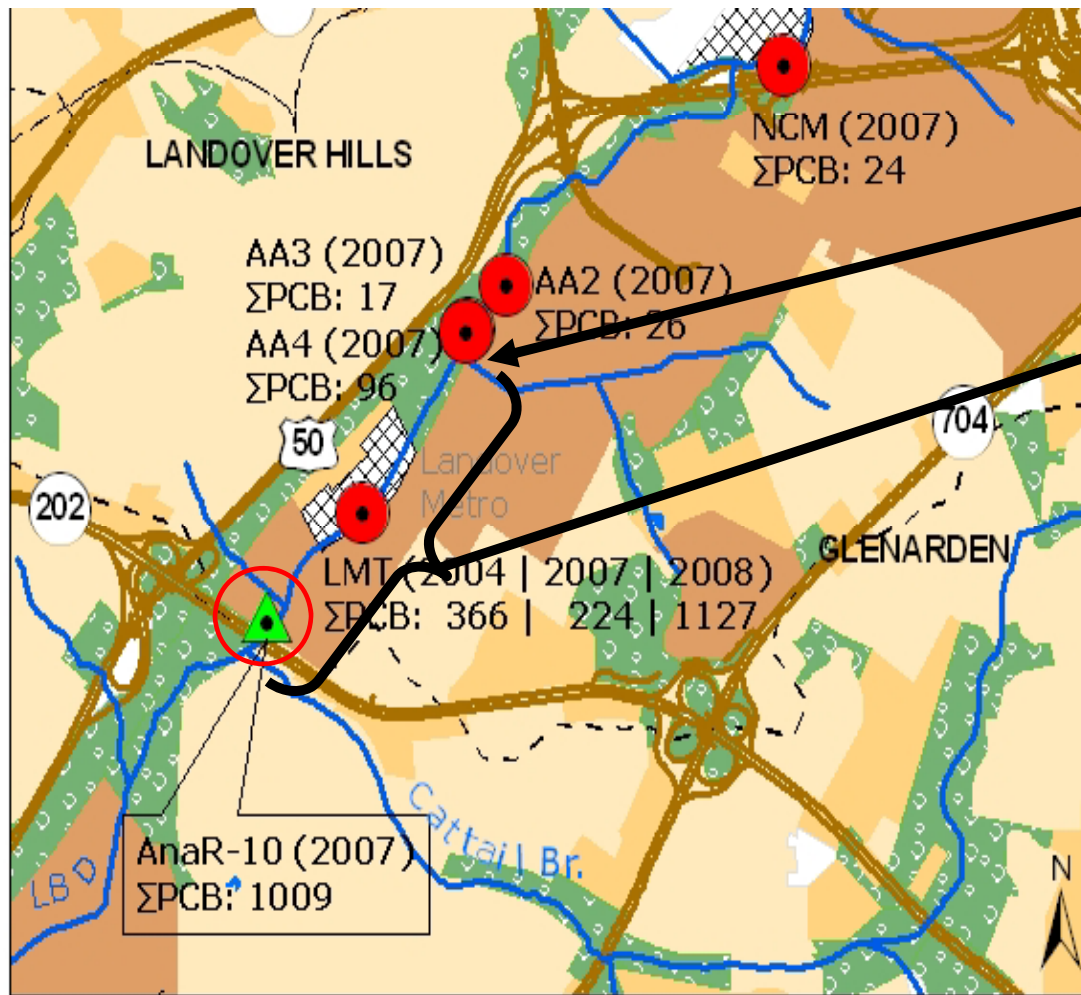 NCM (2007)
ΣPCB: 24
LANDOVER HILLS
AA3 (2007)
ΣPCB: 17
AA2 (2007)
ΣPCB: 26
AA4 (2007)
ΣPCB: 96
50
704
Landover
Metro
202
GLENARDEN
LMT (2004 | 2007 | 2008)
ΣPCB: 366 | 224 | 1127
Cattail Br.
AnaR-10 (2007)
ΣPCB: 1009
LBD
N